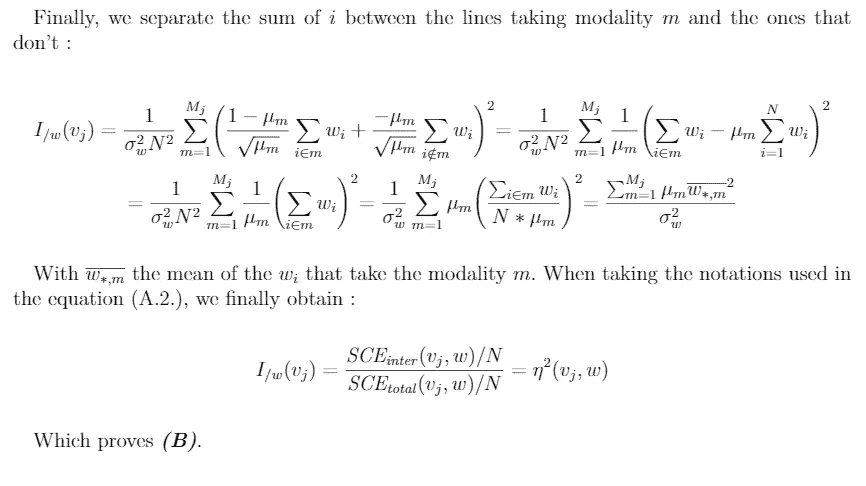 Finally, we separate the sum of i between the lines taking modality m and the ones that
don't :
I_{/w}(v_j) = \frac{1}{\sigma_w^2 N^2} \sum_{m=1}^{M_j} \left( \frac{1 - \mu_m}{\sqrt{\mu_m}} \sum_{i \in m} w_i + \frac{-\mu_m}{\sqrt{\mu_m}} \sum_{i \notin m} w_i \right)^2 = \frac{1}{\sigma_w^2 N^2} \sum_{m=1}^{M_j} \frac{1}{\mu_m} \left( \sum_{i \in m} w_i - \mu_m \sum_{i=1}^{N} w_i \right)^2
= \frac{1}{\sigma_w^2 N^2} \sum_{m=1}^{M_j} \frac{1}{\mu_m} \left( \sum_{i \in m} w_i \right)^2 = \frac{1}{\sigma_w^2} \sum_{m=1}^{M_j} \mu_m \left( \frac{\sum_{i \in m} w_i}{N * \mu_m} \right)^2 = \frac{\sum_{m=1}^{M_j} \mu_m \overline{w_{*,m}}^2}{\sigma_w^2}
With \overline{w_{*,m}} the mean of the w_i that take the modality m. When taking the notations used in
the equation (A.2.), we finally obtain :
I_{/w}(v_j) = \frac{SCE_{inter}(v_j, w)/N}{SCE_{total}(v_j, w)/N} = \eta^2(v_j, w)
Which proves (B).